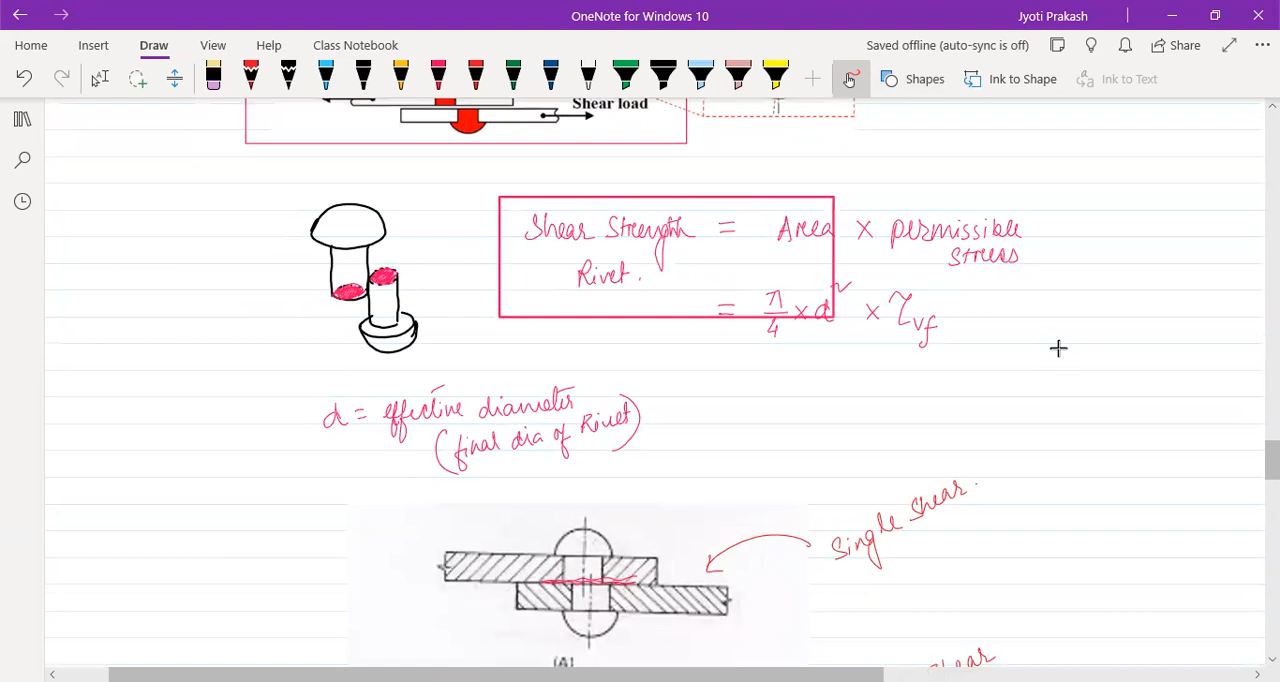 OneNote for Windows 10
Jyoti Prakash
Home Insert Draw View Help Class Notebook
Saved offline (auto-sync is off) Share
Shapes Ink to Shape Ink to Text
Shear load
Shear Strength = Area × permissible
Rivet. stress
= π/4 × d² × τvf
d = effective diameter
(final dia of Rivet)
Single Shear.
(A)
Shear